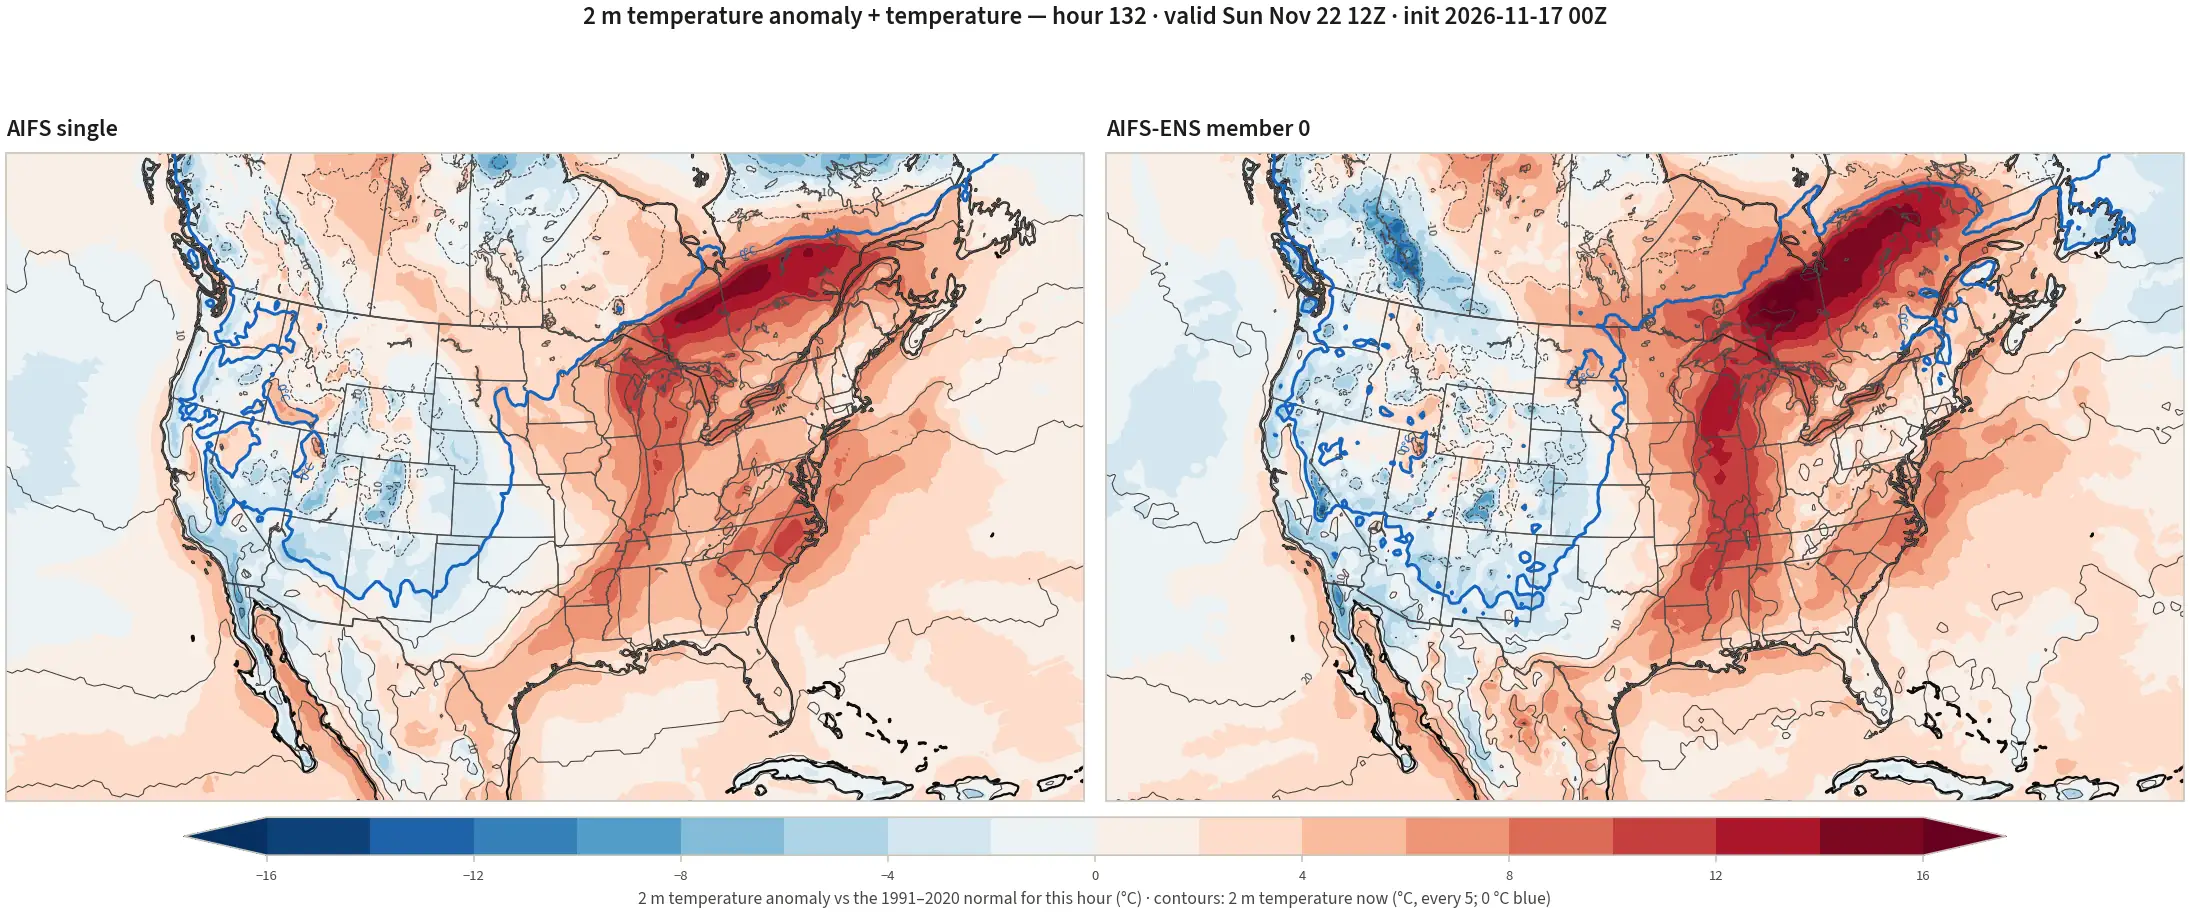 2 m temperature anomaly + temperature — hour 132 · valid Sun Nov 22 12Z · init 2026-11-17 00Z
AIFS single
AIFS-ENS member 0
−16 −12 −8 −4 0 4 8 12 16
2 m temperature anomaly vs the 1991–2020 normal for this hour (°C) · contours: 2 m temperature now (°C, every 5; 0 °C blue)